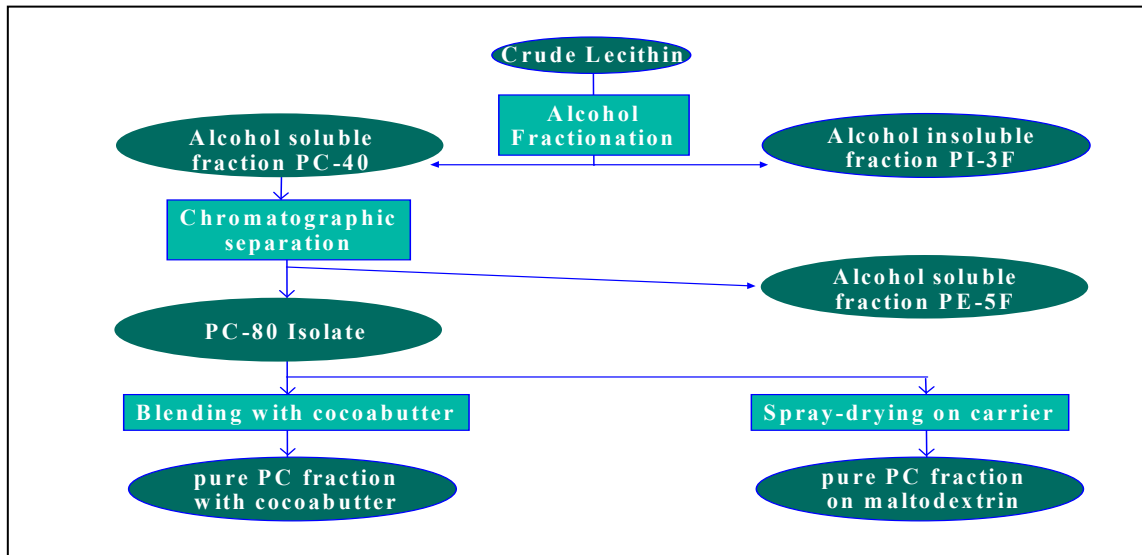 Crude Lecithin
Alcohol
Fractionation
Alcohol soluble
fraction PC-40
Alcohol insoluble
fraction PI-3F
Chromatographic
separation
Alcohol soluble
fraction PE-5F
PC-80 Isolate
Blending with cocoabutter
Spray-drying on carrier
pure PC fraction
with cocoabutter
pure PC fraction
on maltodextrin